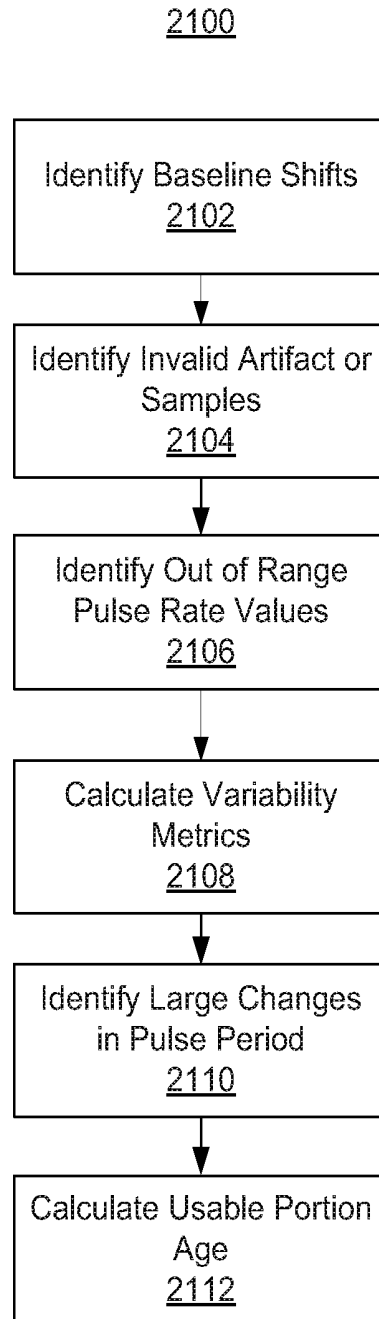 2100
Identify Baseline Shifts
2102
Identify Invalid Artifact or
Samples
2104
Identify Out of Range
Pulse Rate Values
2106
Calculate Variability
Metrics
2108
Identify Large Changes
in Pulse Period
2110
Calculate Usable Portion
Age
2112